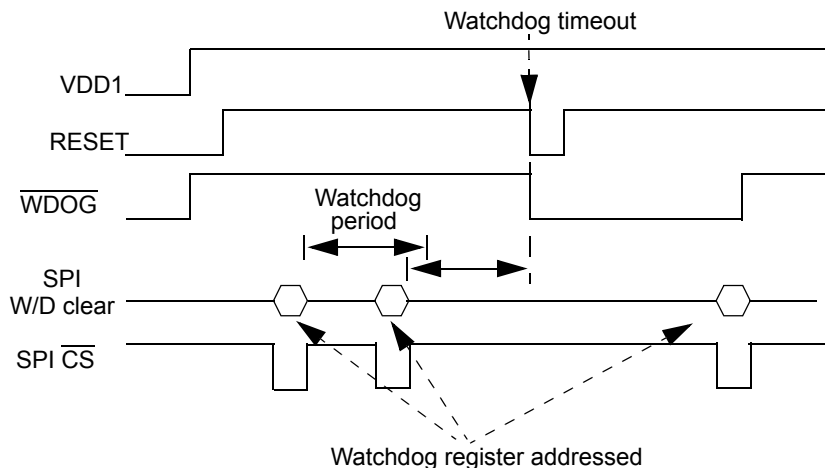 Watchdog timeout
VDD1
RESET
WDOG
Watchdog
period
SPI
W/D clear
SPI CS
Watchdog register addressed